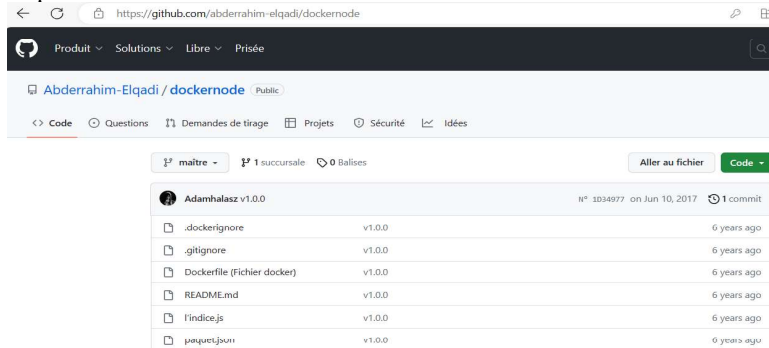 https://github.com/abderrahim-elqadi/dockernode
Produit Solutions Libre Prisée
Abderrahim-Elqadi / dockernode Public
<> Code Questions Demandes de tirage Projets Sécurité Idées
maître 1 succursale 0 Balises Aller au fichier Code
Adamhalasz v1.0.0 N° 1D34977 on Jun 10, 2017 1 commit
.dockerignore v1.0.0 6 years ago
.gitignore v1.0.0 6 years ago
Dockerfile (Fichier docker) v1.0.0 6 years ago
README.md v1.0.0 6 years ago
l'indice.js v1.0.0 6 years ago
paquet.json v1.0.0 6 years ago